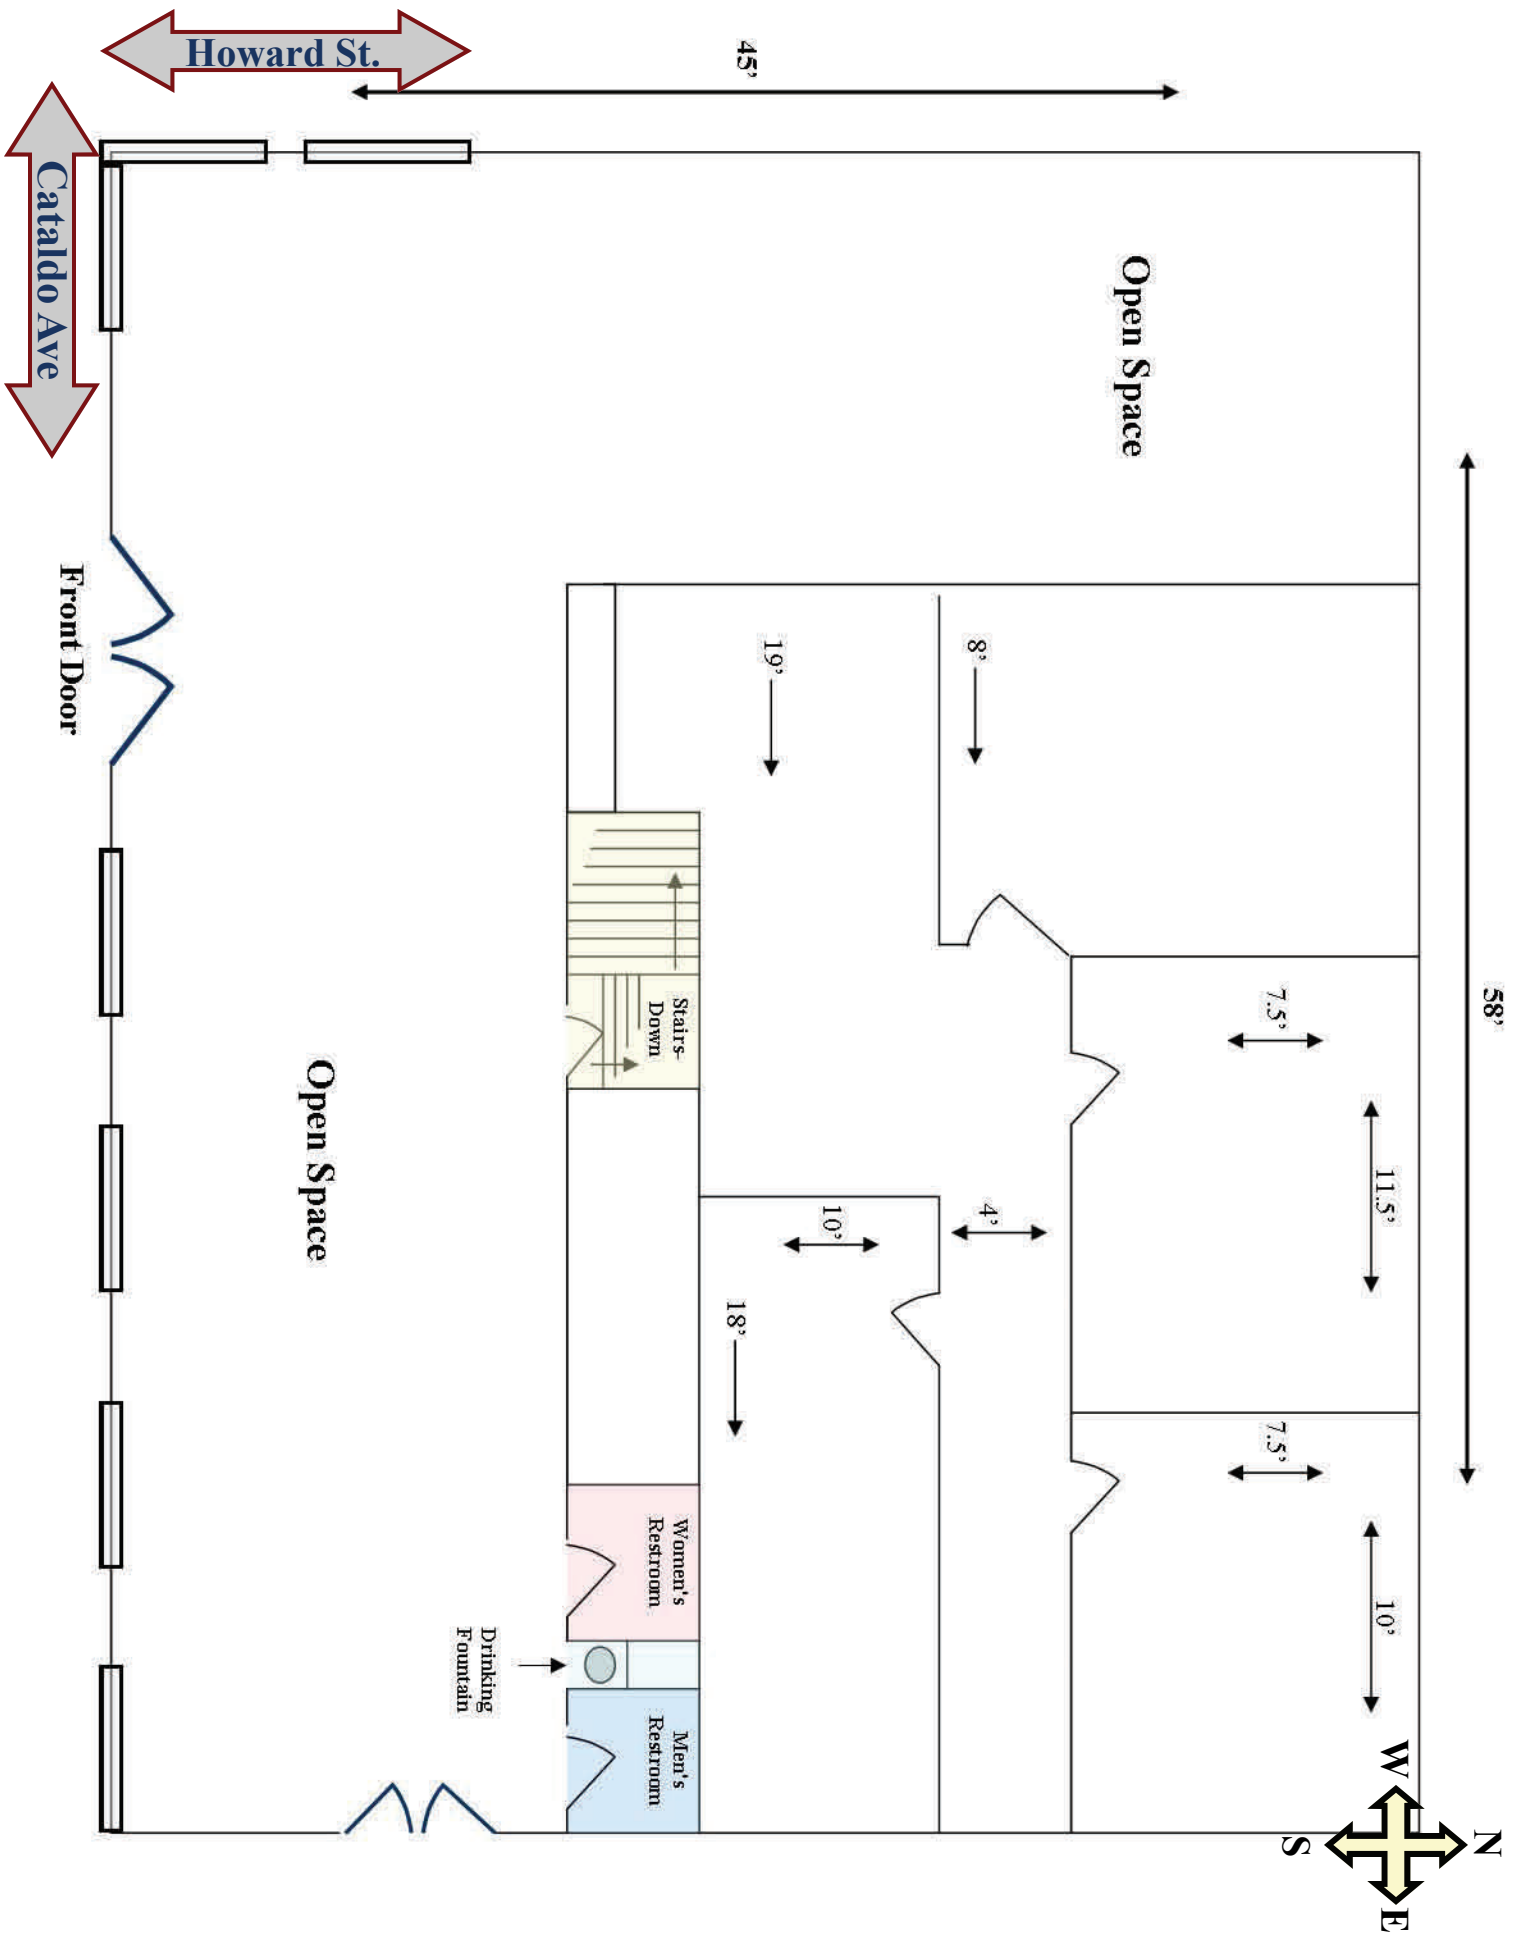 Howard St.
45’
Cataldo Ave
Open Space
58’
Front Door
19’
8’
7.5’
11.5’
Stairs-
Down
Open Space
10’
4’
18’
7.5’
10’
Women's
Restroom
Drinking
Fountain
Men's
Restroom
W
N
S
E